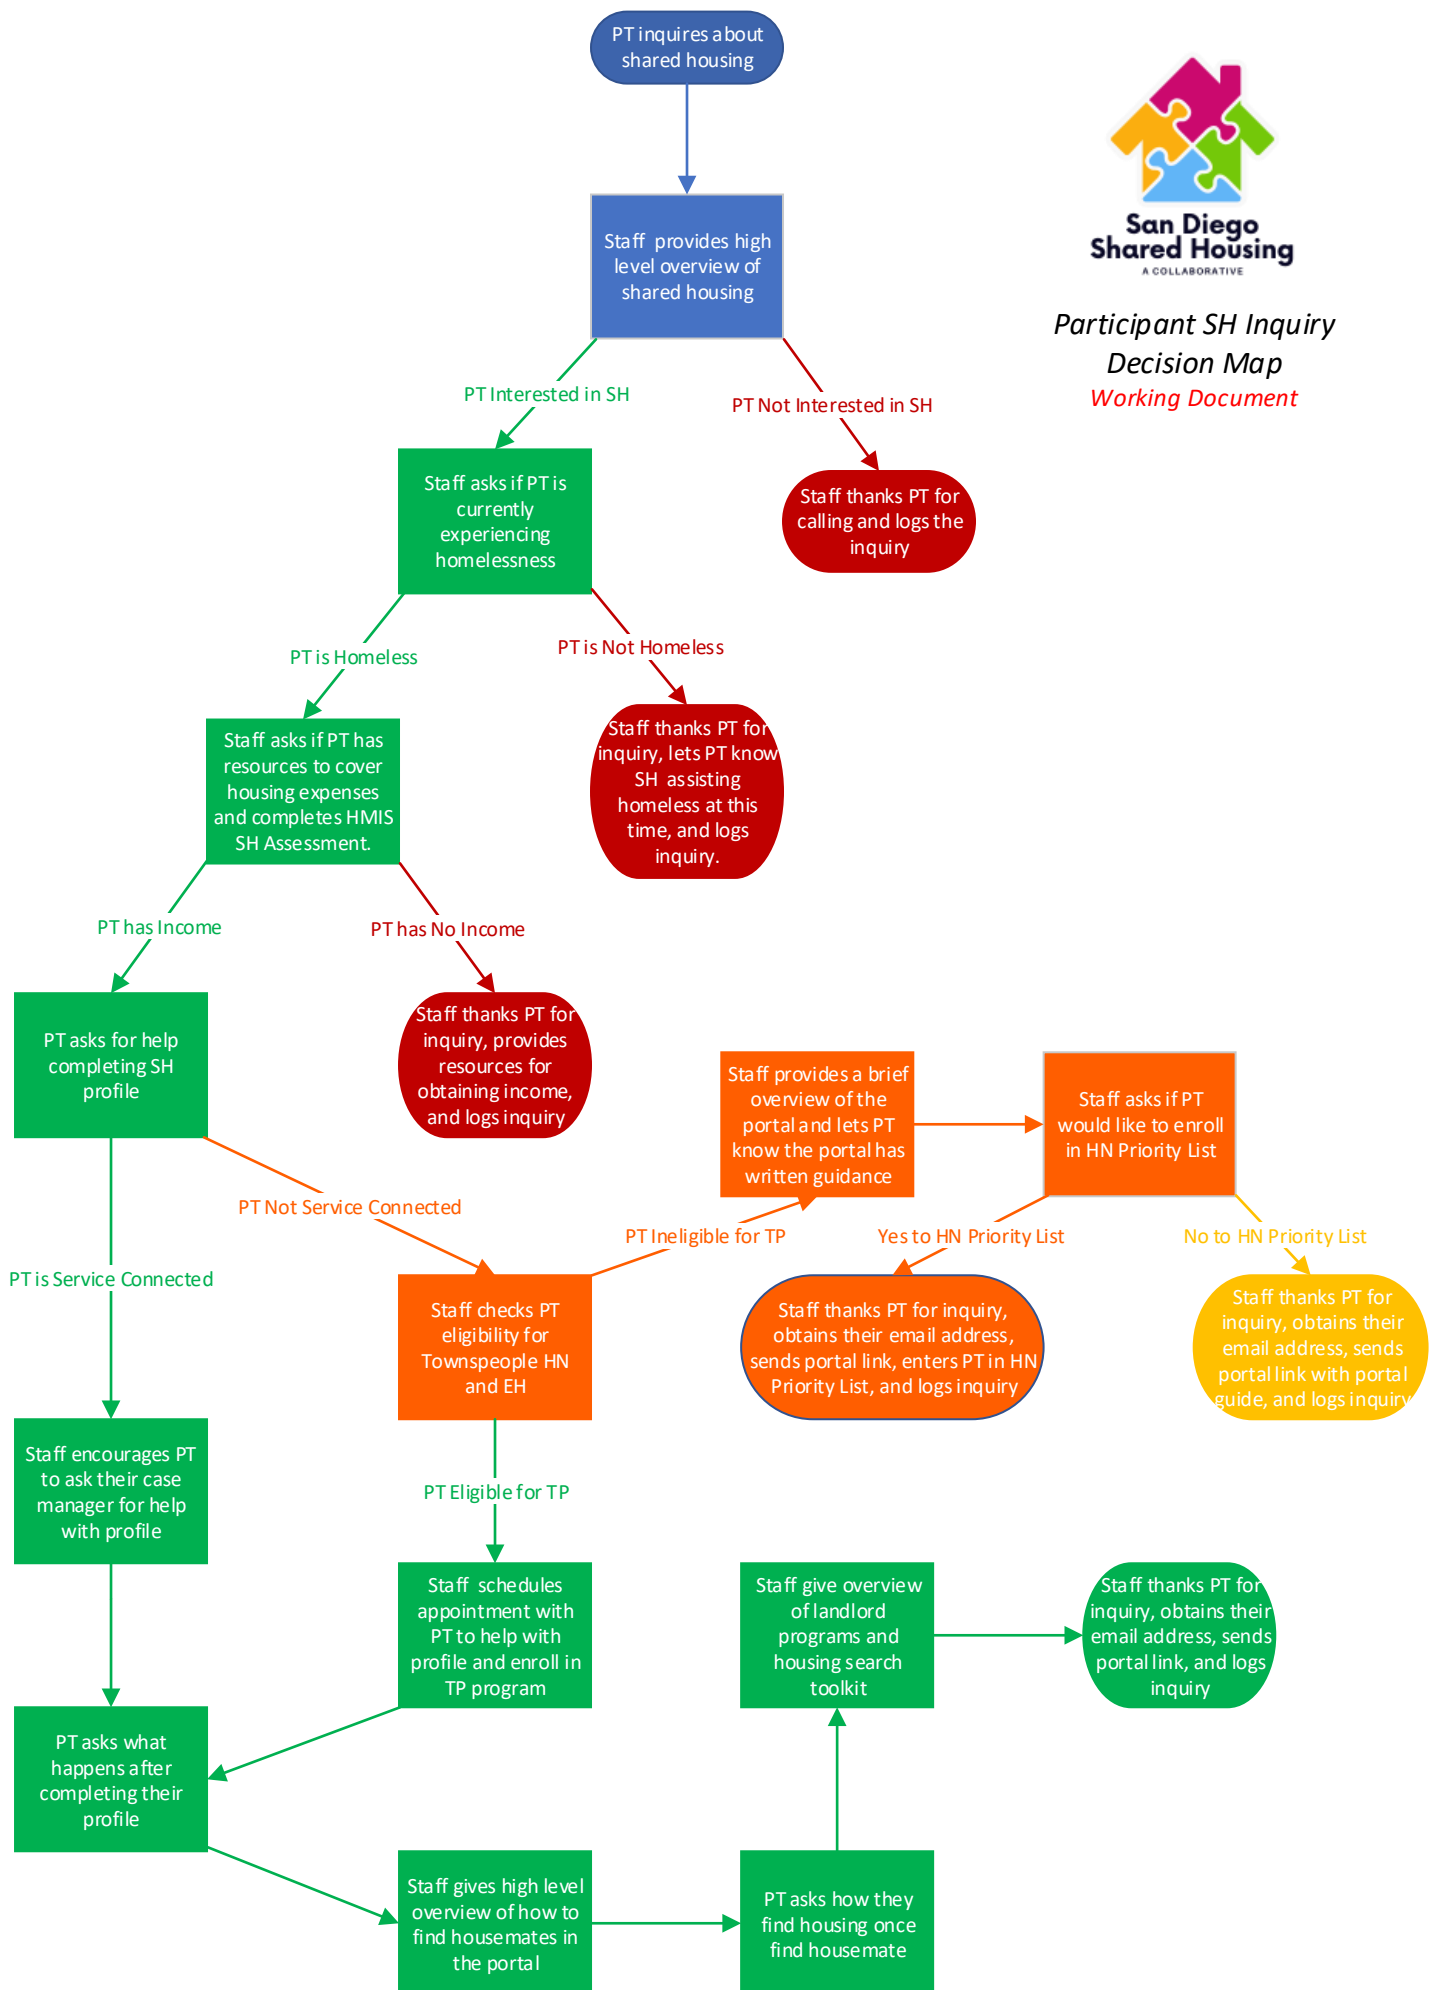 PT inquires about
shared housing
San Diego
Shared Housing
A COLLABORATIVE
Participant SH Inquiry
Decision Map
Working Document
Staff provides high
level overview of
shared housing
PT Interested in SH
PT Not Interested in SH
Staff asks if PT is
currently
experiencing
homelessness
Staff thanks PT for
calling and logs the
inquiry
PT is Homeless
PT is Not Homeless
Staff asks if PT has
resources to cover
housing expenses
and completes HMIS
SH Assessment.
Staff thanks PT for
inquiry, lets PT know
SH assisting
homeless at this
time, and logs
inquiry.
PT has Income
PT has No Income
PT asks for help
completing SH
profile
Staff thanks PT for
inquiry, provides
resources for
obtaining income,
and logs inquiry
Staff provides a brief
overview of the
portal and lets PT
know the portal has
written guidance
Staff asks if PT
would like to enroll
in HN Priority List
PT Not Service Connected
PT Ineligible for TP
Yes to HN Priority List
No to HN Priority List
PT is Service Connected
Staff checks PT
eligibility for
Townspeople HN
and EH
Staff thanks PT for inquiry,
obtains their email address,
sends portal link, enters PT in HN
Priority List, and logs inquiry
Staff thanks PT for
inquiry, obtains their
email address, sends
portal link with portal
guide, and logs inquiry
Staff encourages PT
to ask their case
manager for help
with profile
PT Eligible for TP
Staff schedules
appointment with
PT to help with
profile and enroll in
TP program
Staff give overview
of landlord
programs and
housing search
toolkit
Staff thanks PT for
inquiry, obtains their
email address, sends
portal link, and logs
inquiry
PT asks what
happens after
completing their
profile
Staff gives high level
overview of how to
find housemates in
the portal
PT asks how they
find housing once
find housemate